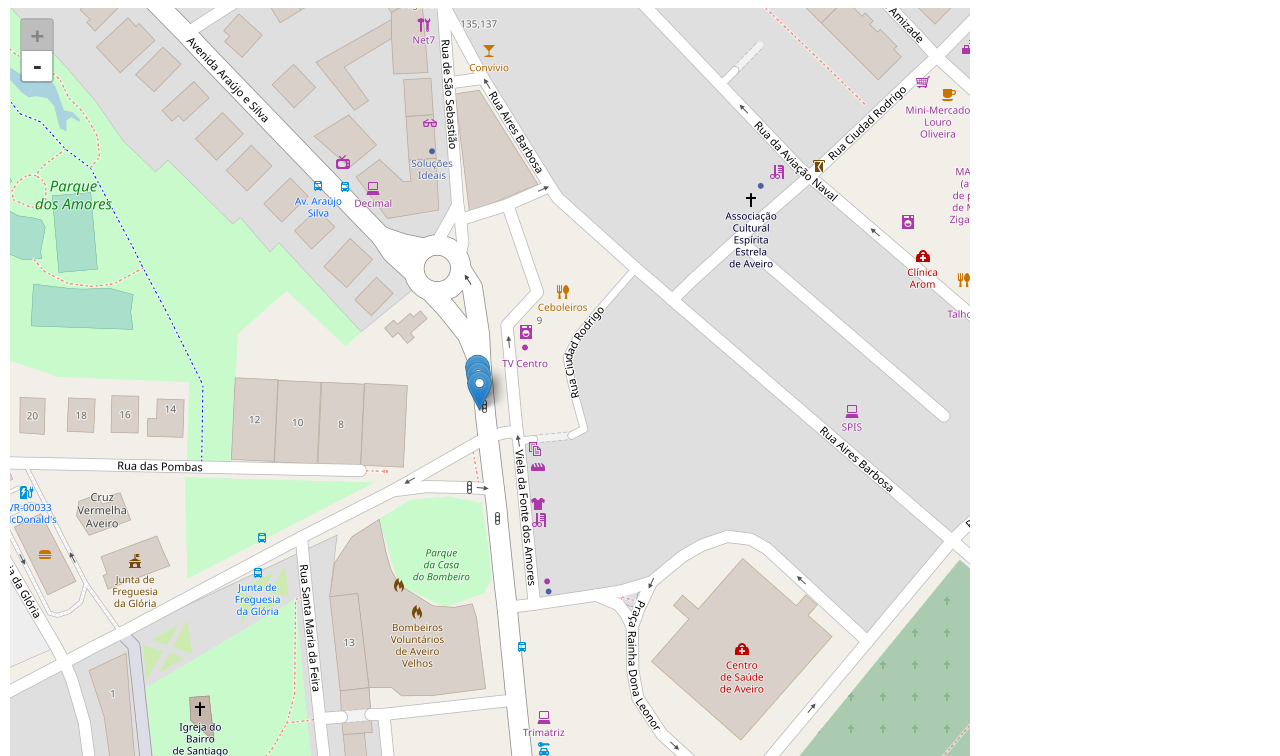 +
-
135,137
Net7
Convívio
Amizade
Avenida Araújo e Silva
Rua de São Sebastião
Rua Aires Barbosa
Mini-Mercado
Louro
Oliveira
Rua Ciudad Rodrigo
Rua da Aviação Naval
Soluções
Ideais
Parque
dos Amores
Av. Araújo
Silva
Decimal
MA
(a
de p
de M
Ziga
Associação
Cultural
Espírita
Estrela
de Aveiro
Clínica
Arom
Talho
Ceboleiros
9
TV Centro
Rua Ciudad Rodrigo
20
18
16
14
12
10
8
SPIS
Rua Aires Barbosa
Rua das Pombas
Viela da Fonte dos Amores
VR-00033
McDonald's
Cruz
Vermelha
Aveiro
Parque
da Casa
do Bombeiro
Junta de
Freguesia
da Glória
Junta de
Freguesia
da Glória
ia da Glória
Rua Santa Maria da Feira
Bombeiros
Voluntários
de Aveiro
Velhos
13
Praça Rainha Dona Leonor
Centro
de Saúde
de Aveiro
1
Igreja do
Bairro
de Santiago
Trimatriz